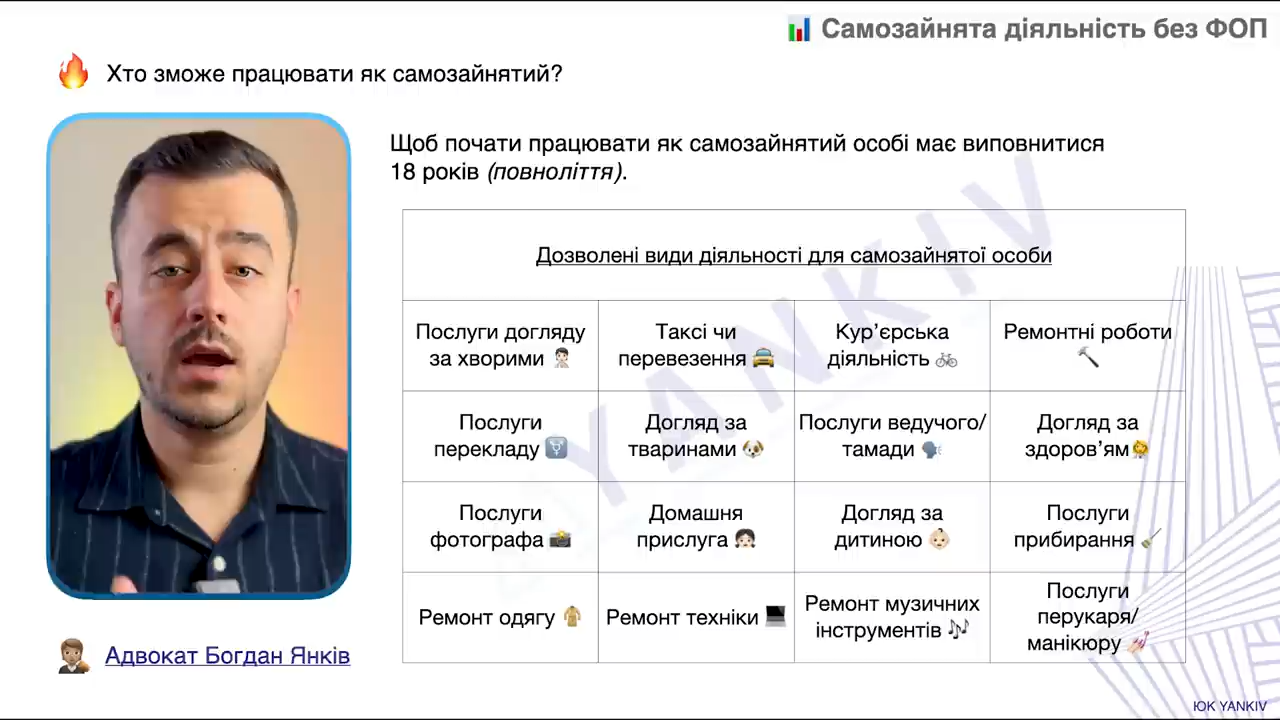 Самозайнята діяльність без ФОП
Хто зможе працювати як самозайнятий?
Щоб почати працювати як самозайнятий особі має виповнитися
18 років (повноліття).
Дозволені види діяльності для самозайнятої особи
Послуги догляду
за хворими
Таксі чи
перевезення
Кур’єрська
діяльність
Ремонтні роботи
Послуги
перекладу
Догляд за
тваринами
Послуги ведучого/
тамади
Догляд за
здоров’ям
Послуги
фотографа
Домашня
прислуга
Догляд за
дитиною
Послуги
прибирання
Ремонт одягу
Ремонт техніки
Ремонт музичних
інструментів
Послуги
перукаря/
манікюру
Адвокат Богдан Янків
YANKIV
ЮК YANKIV